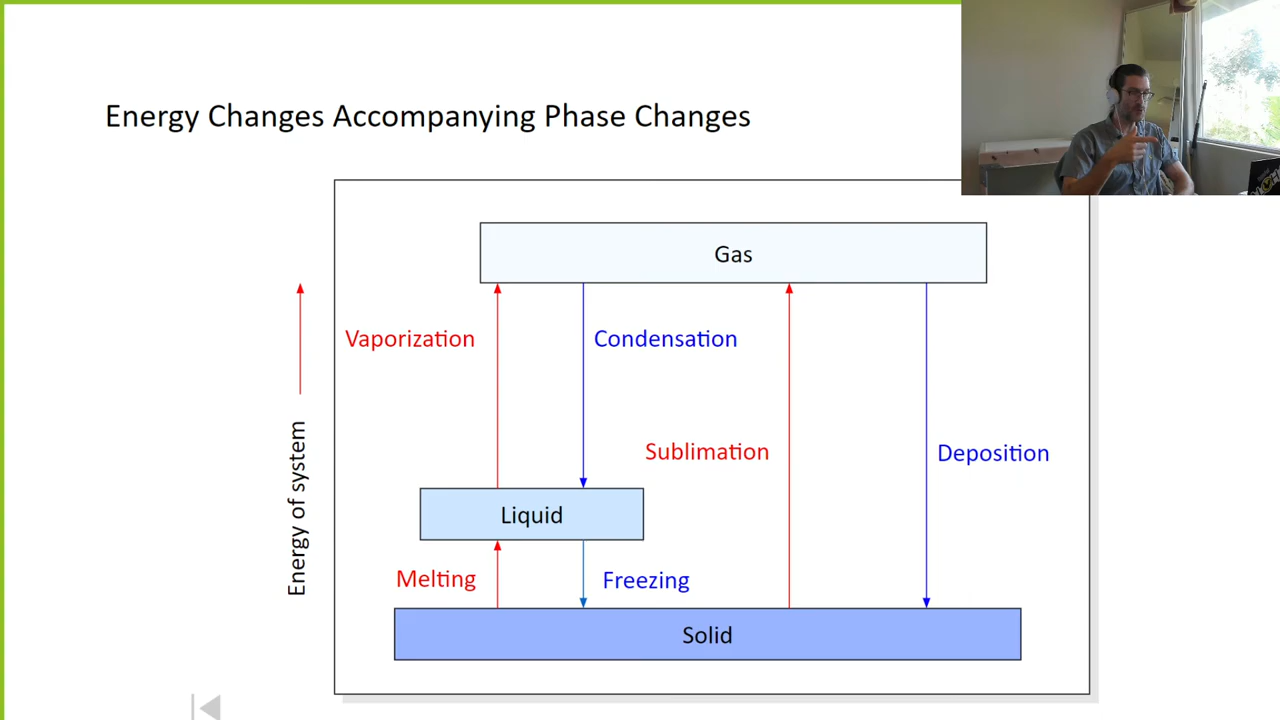 Energy Changes Accompanying Phase Changes
Gas
Vaporization
Condensation
Sublimation
Deposition
Energy of system
Liquid
Melting
Freezing
Solid